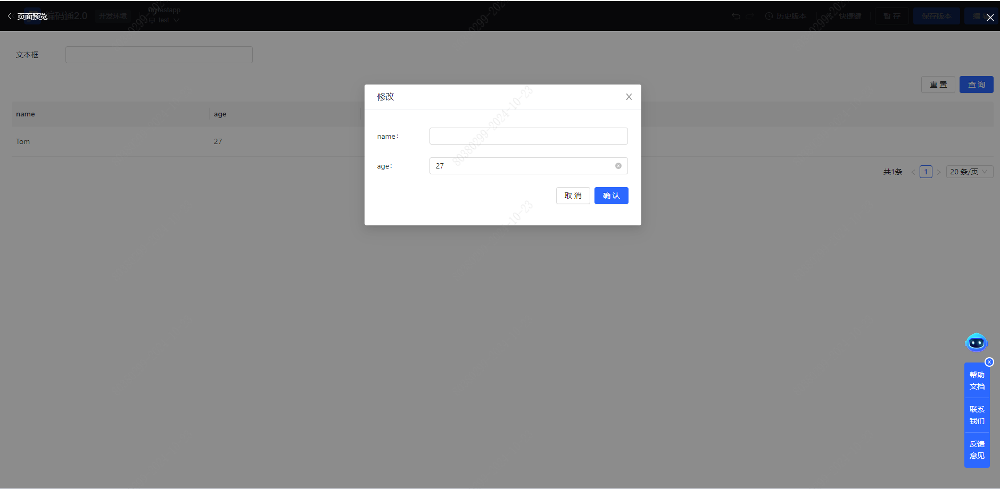 页面预览
编码通2.0
开发环境
mytestapp
test
历史版本
快捷键
暂 存
保存版本
文本框
重 置
查 询
name
age
Tom
27
共1条
1
20 条/页
修改
X
name：
age：
27
取 消
确 认
80380299-2024-10-23
帮助
文档
联系
我们
反馈
意见